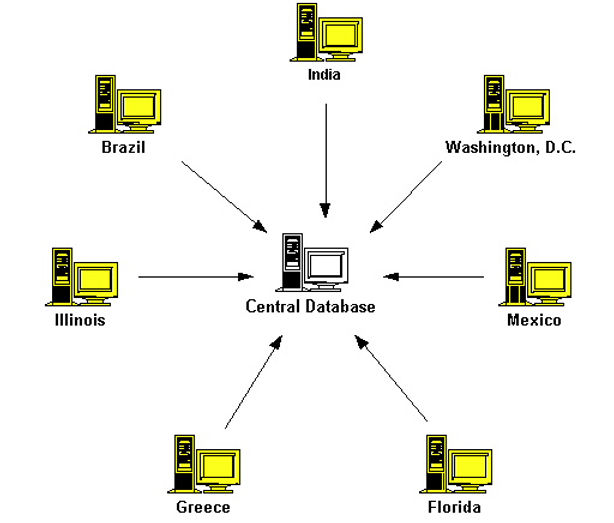 India
Brazil
Washington, D.C.
Illinois
Central Database
Mexico
Greece
Florida